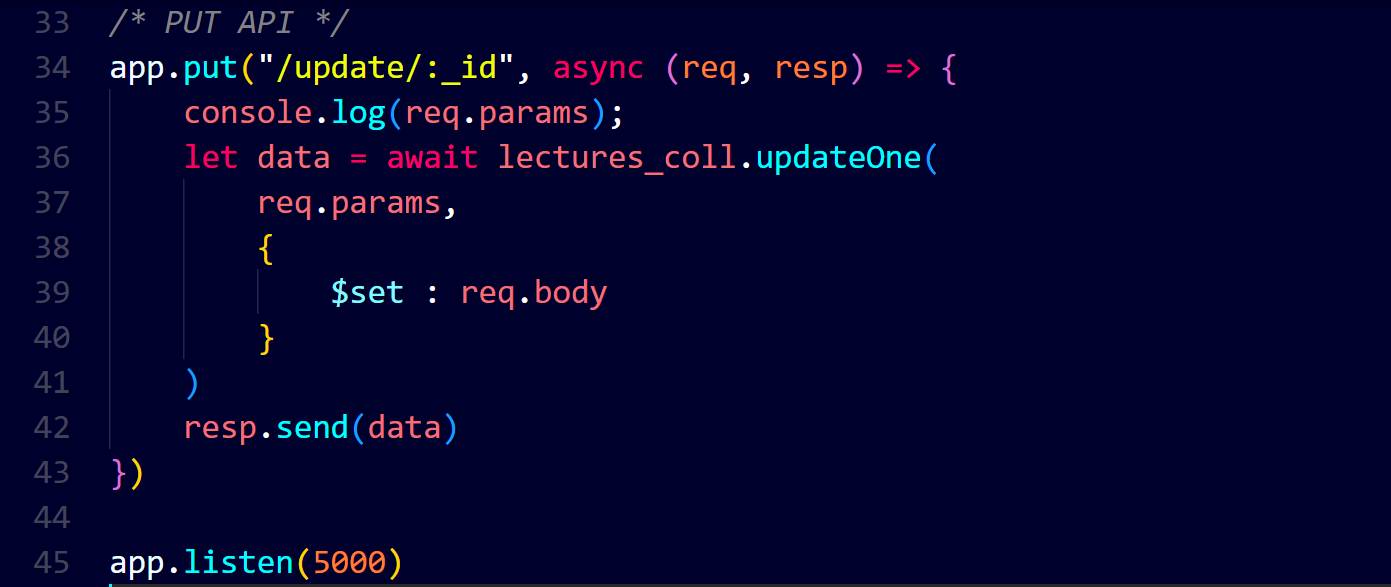 33 /* PUT API */
34 app.put("/update/:_id", async (req, resp) => {
35     console.log(req.params);
36     let data = await lectures_coll.updateOne(
37         req.params,
38         {
39             $set : req.body
40         }
41     )
42     resp.send(data)
43 })
44
45 app.listen(5000)